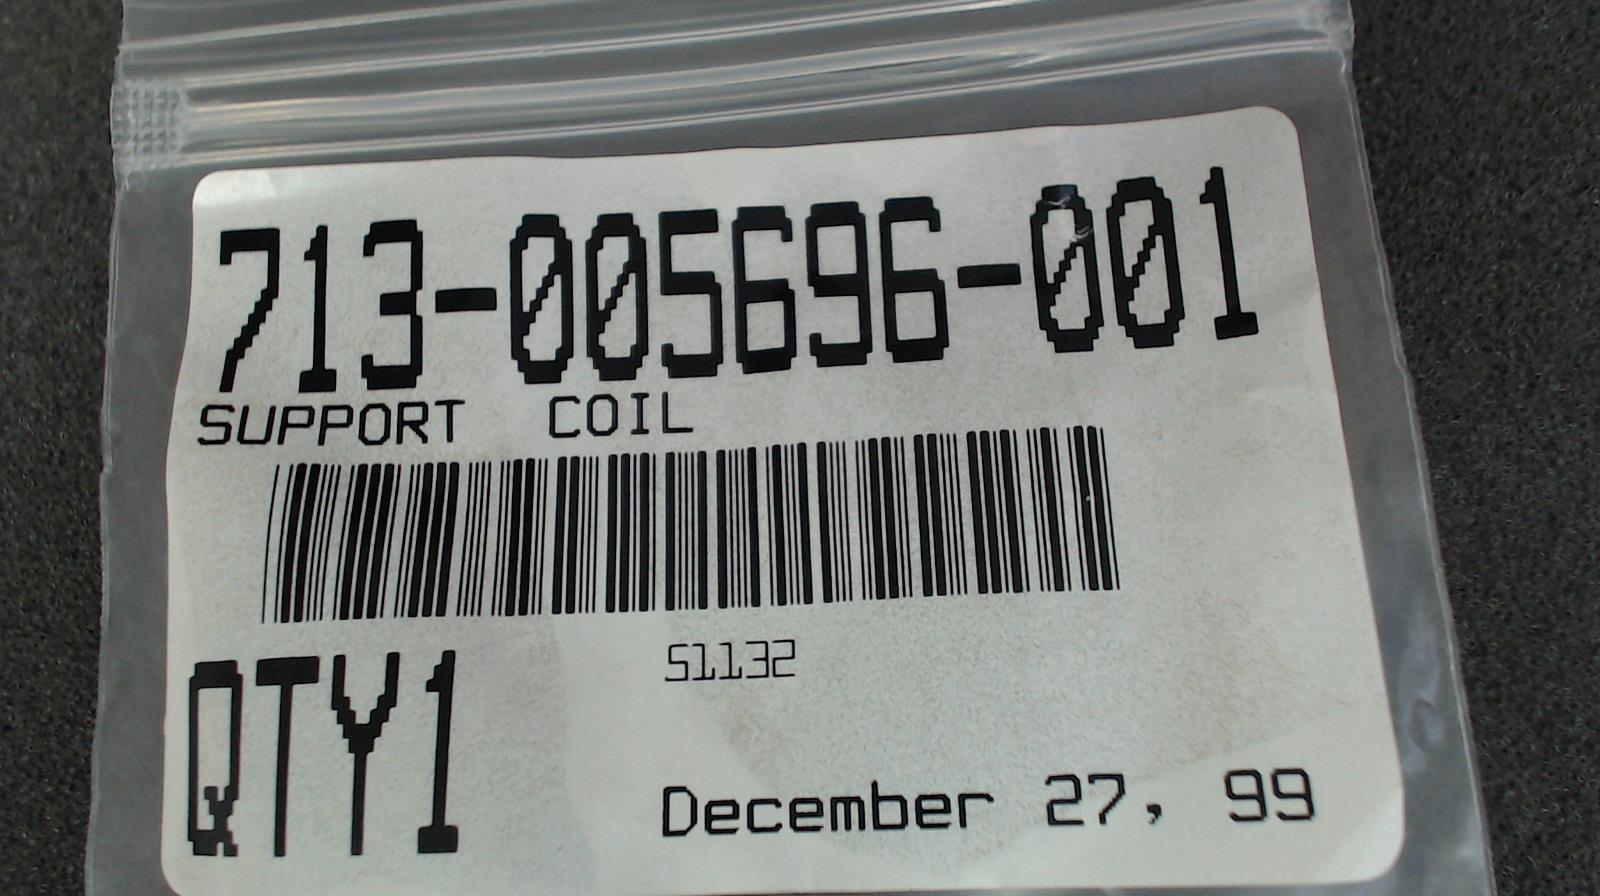 713-005696-001
SUPPORT COIL
S1132
QTY1
December 27, 99